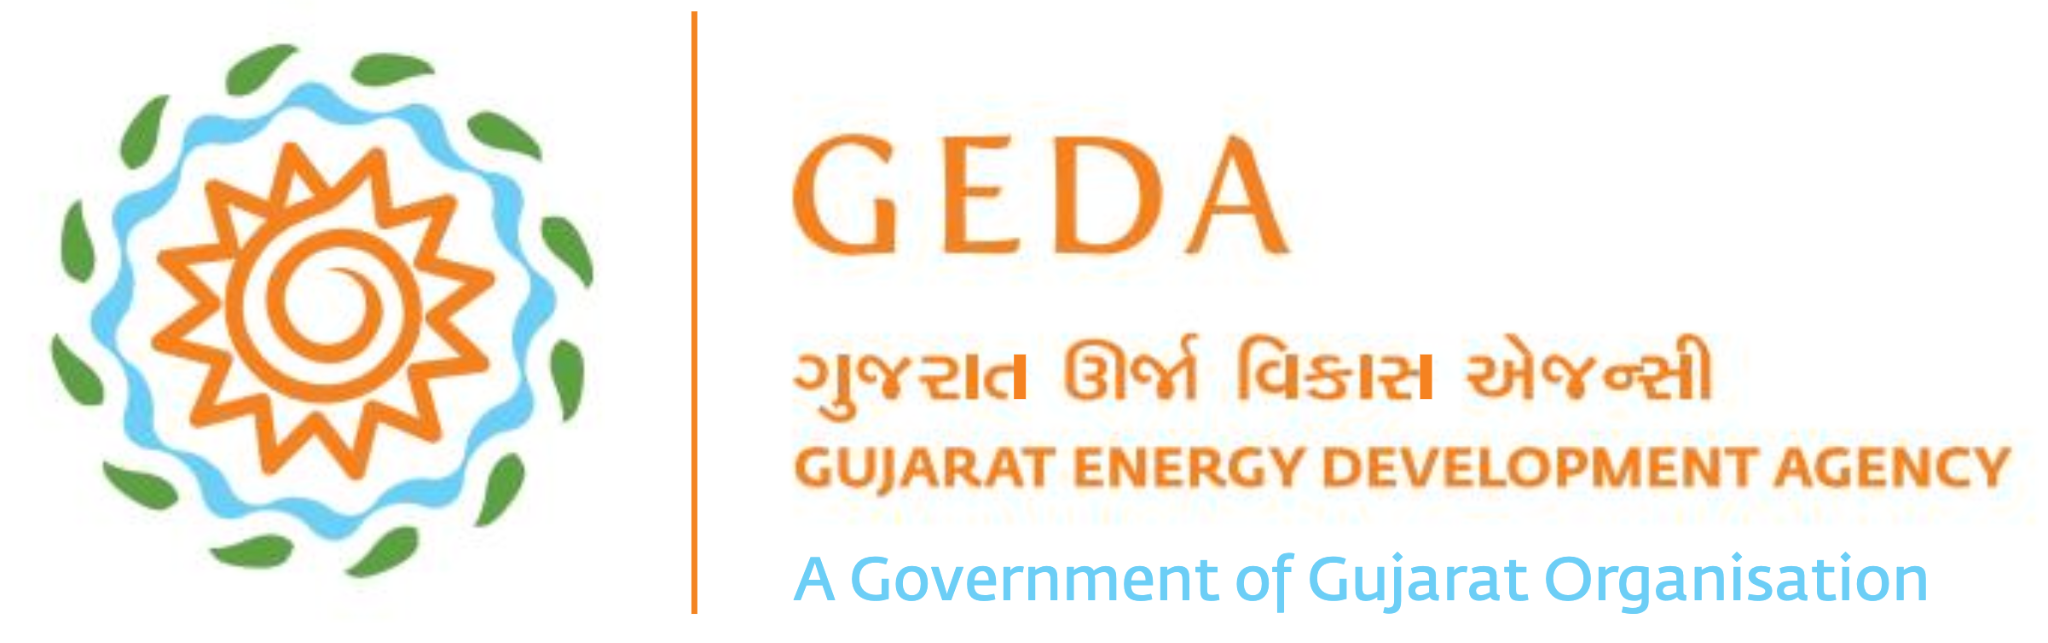 GEDA
ગુજરાત ઊર્જા વિકાસ એજન્સી
GUJARAT ENERGY DEVELOPMENT AGENCY
A Government of Gujarat Organisation